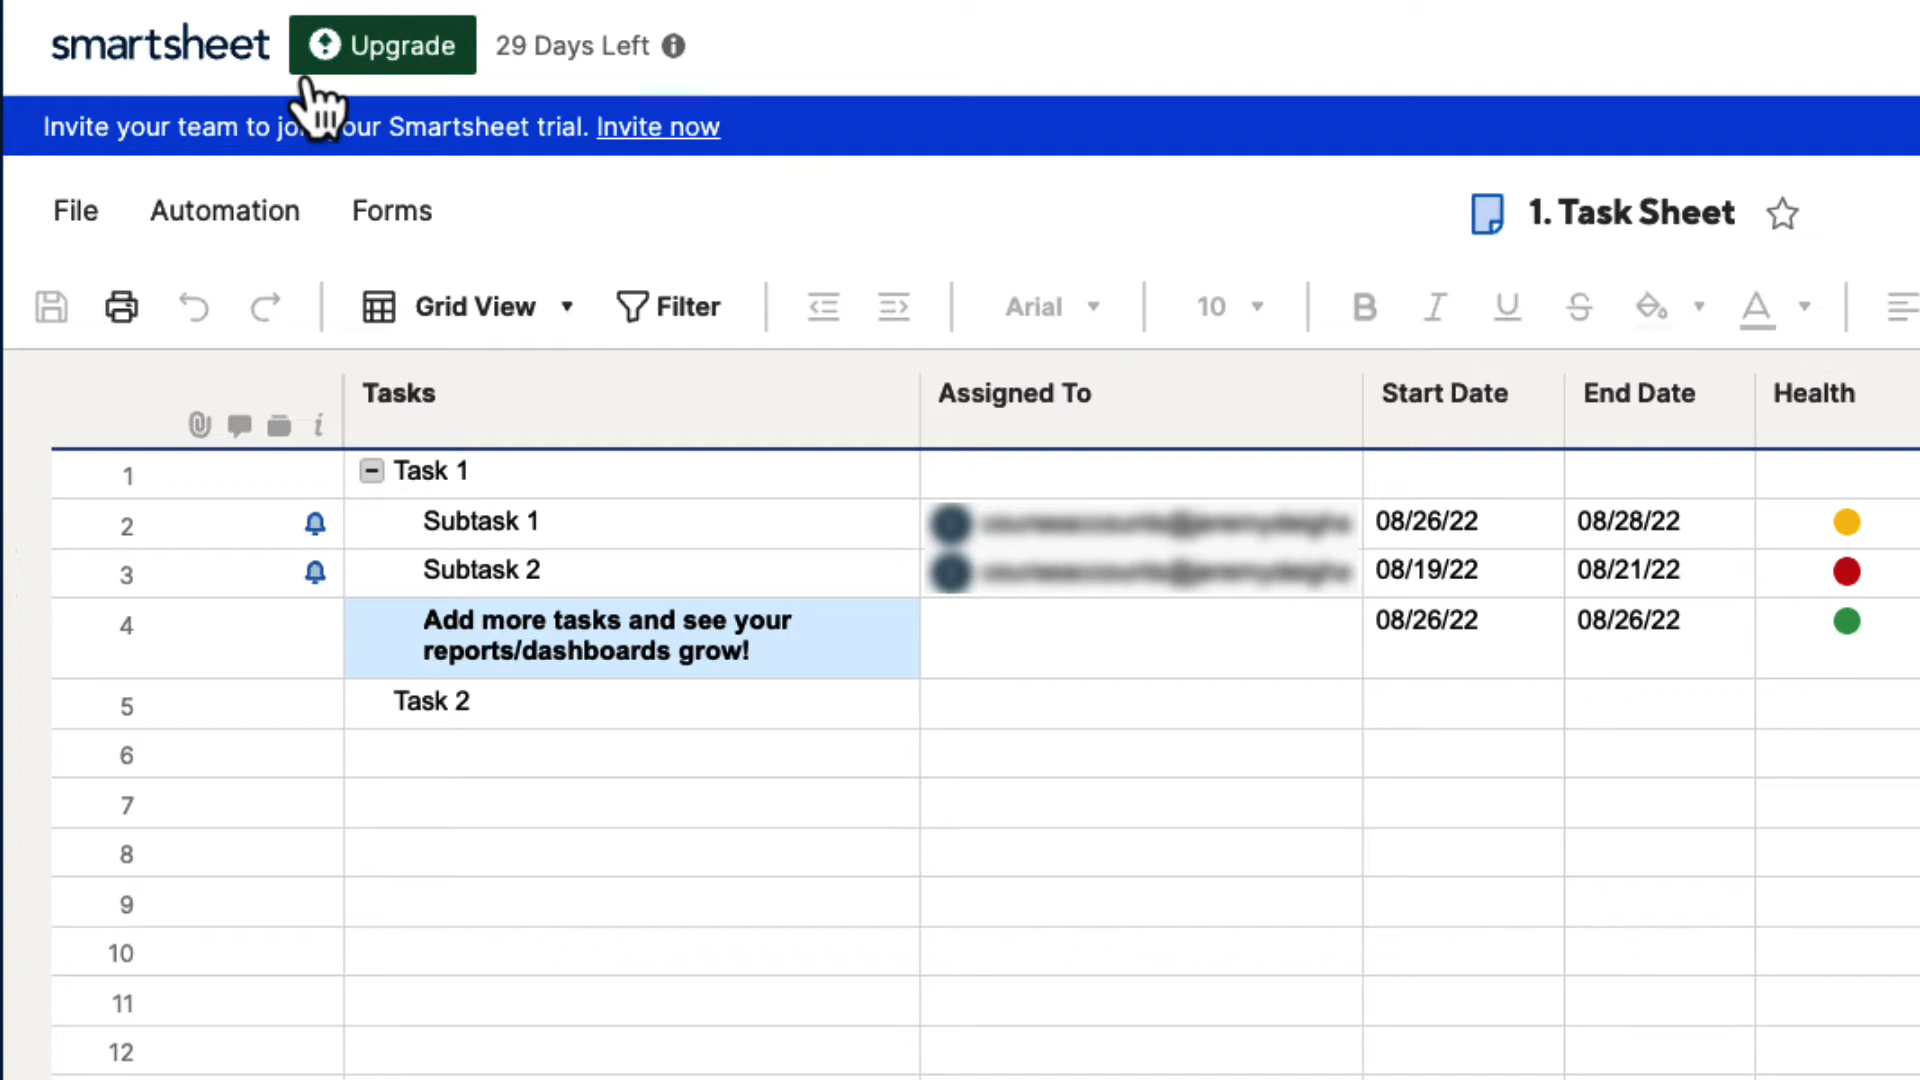 smartsheet Upgrade 29 Days Left
Invite your team to your Smartsheet trial. Invite now
File Automation Forms 1. Task Sheet
Grid View Filter Arial 10 B I U S A
Tasks Assigned To Start Date End Date Health
1 Task 1
2 Subtask 1 08/26/22 08/28/22
3 Subtask 2 08/19/22 08/21/22
4 Add more tasks and see your 08/26/22 08/26/22
reports/dashboards grow!
5 Task 2
6
7
8
9
10
11
12